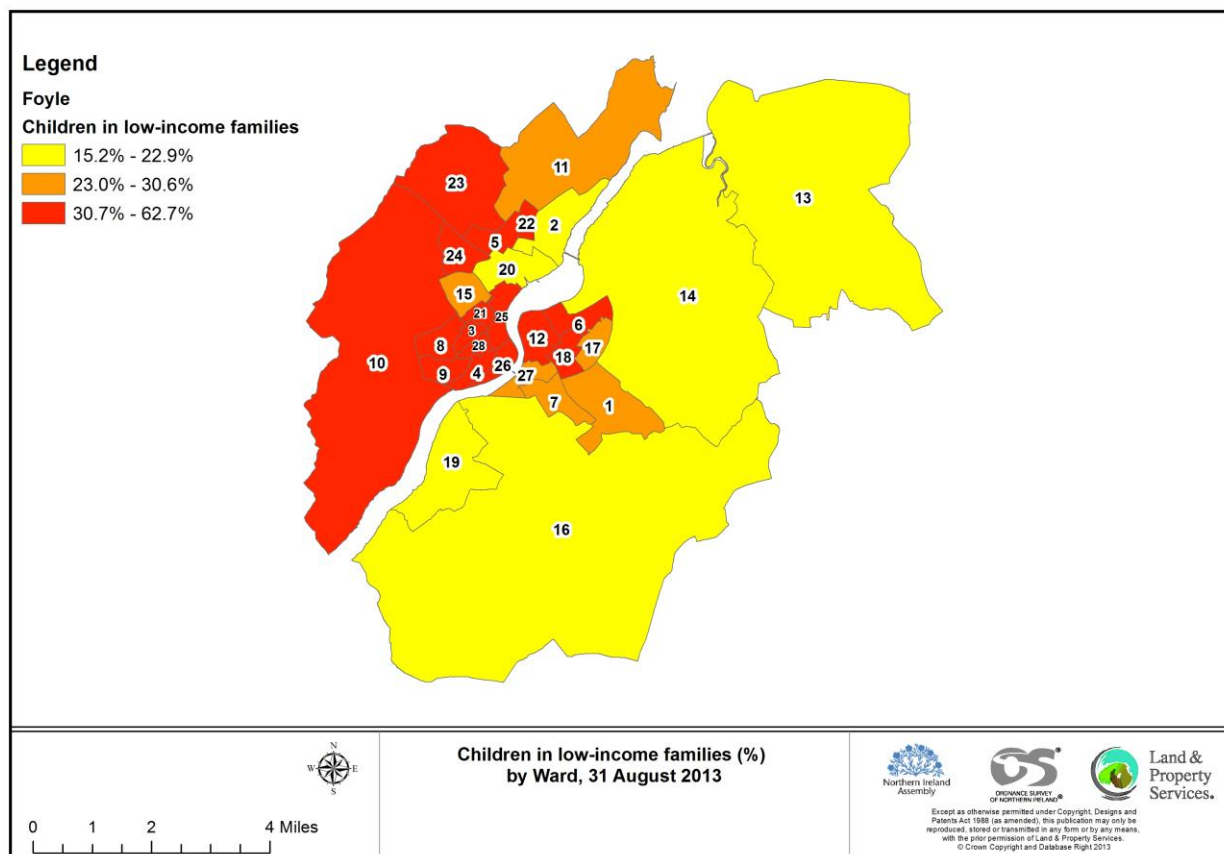 Legend
Foyle
Children in low-income families
15.2% - 22.9%
23.0% - 30.6%
30.7% - 62.7%
11
13
23
22
2
5
24
20
14
15
21
25
3
8
28
12
6
17
10
18
9
4
26
27
7
1
19
16
N
W
E
S
0 1 2 4 Miles
Children in low-income families (%)
by Ward, 31 August 2013
Northern Ireland
Assembly
OS®
ORDNANCE SURVEY
OF NORTHERN IRELAND®
Land &
Property
Services.
Except as otherwise permitted under Copyright, Designs and
Patents Act 1988 (as amended), this publication may only be
reproduced, stored or transmitted in any form or by any means,
with the prior permission of Land & Property Services.
© Crown Copyright and Database Right 2013